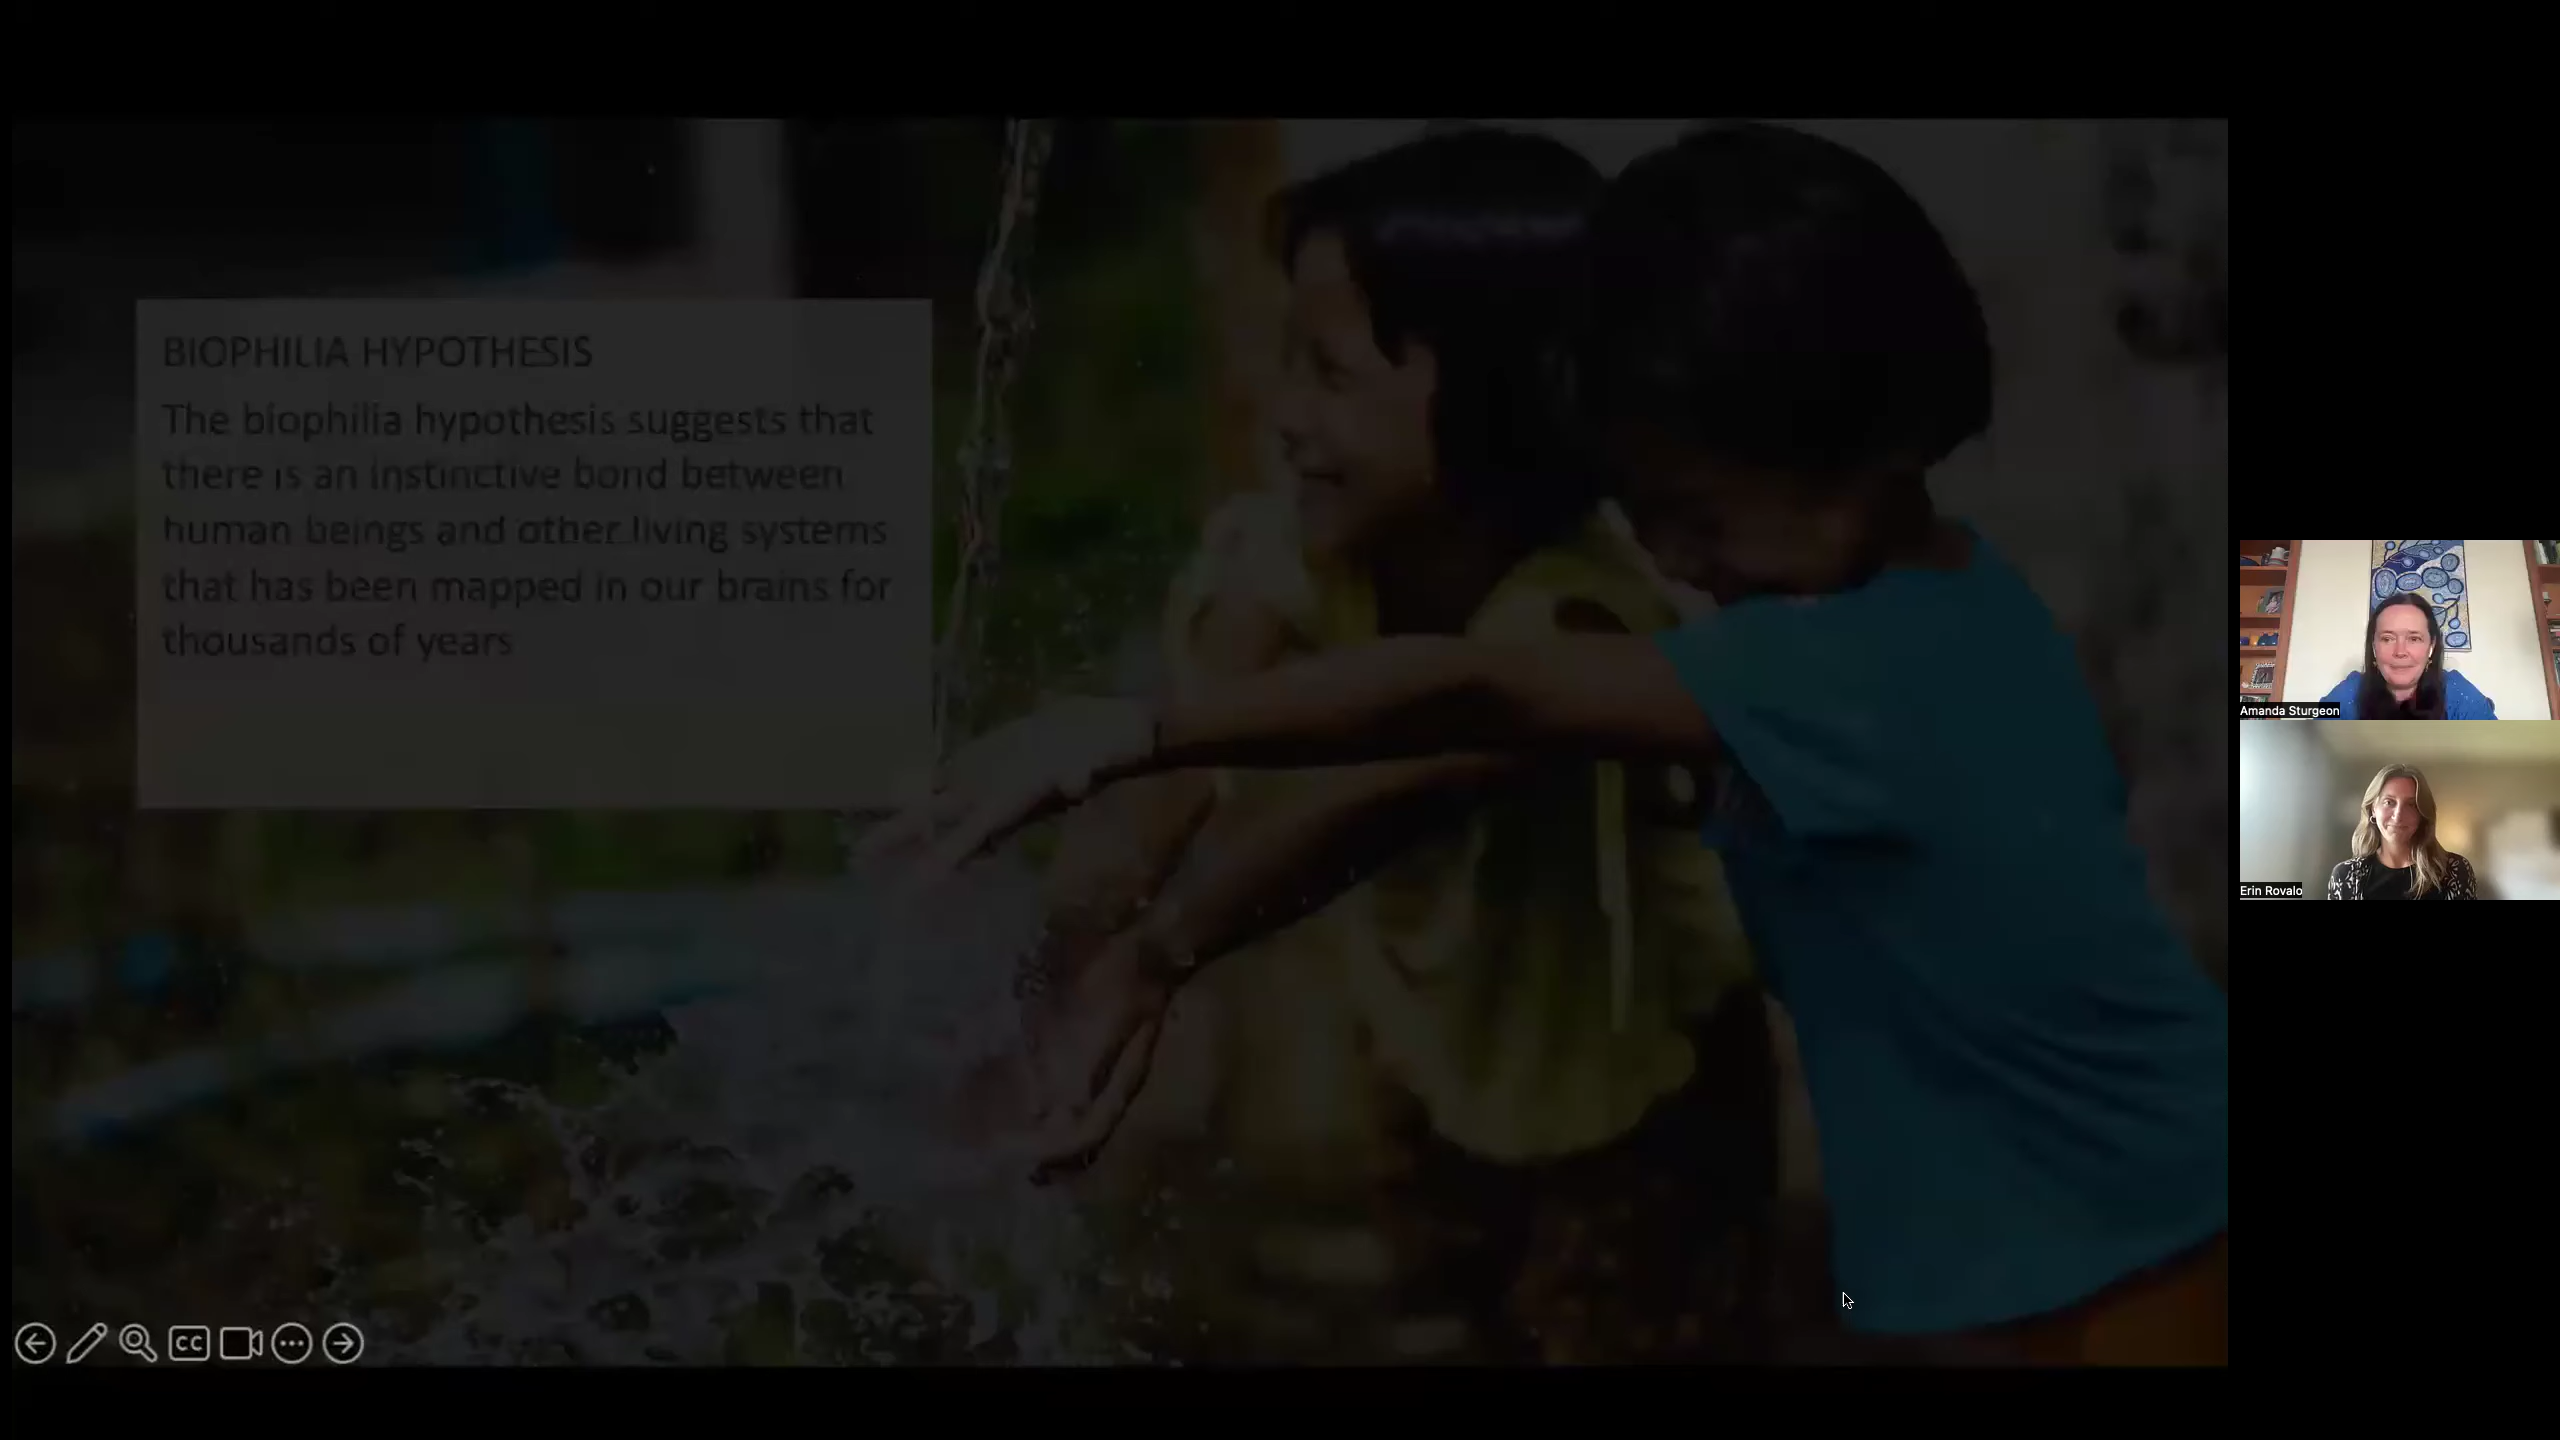 BIOPHILIA HYPOTHESIS
The biophilia hypothesis suggests that
there is an instinctive bond between
human beings and other living systems
that has been mapped in our brains for
thousands of years
Amanda Sturgeon
Erin Rovalo
CC